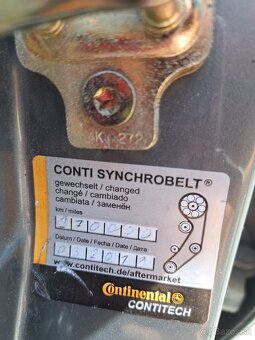 CONTI SYNCHROBELT®
gewechselt / changed
changé / cambiado
cambiata / заменён
km / miles
Datum / Date / Fecha / Date / Дата
www.contitech.de/aftermarket
Continental
CONTITECH